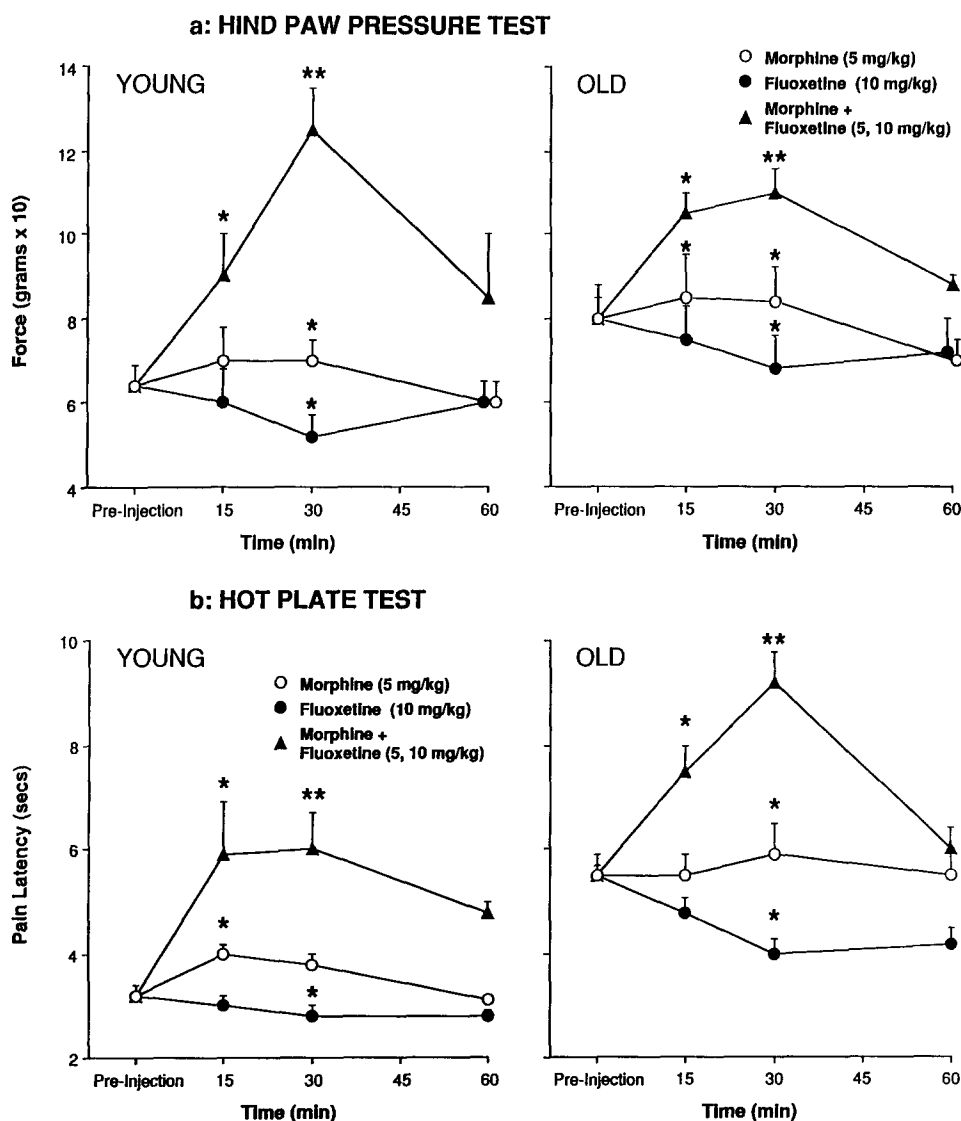 a: HIND PAW PRESSURE TEST
YOUNG
14
12
10
8
6
4
Force (grams x 10)
*
**
*
*
Pre-Injection 15 30 45 60
Time (min)
OLD
Morphine (5 mg/kg)
Fluoxetine (10 mg/kg)
Morphine +
Fluoxetine (5, 10 mg/kg)
*
**
*
*
*
Pre-Injection 15 30 45 60
Time (min)
b: HOT PLATE TEST
YOUNG
10
8
6
4
2
Pain Latency (secs)
Morphine (5 mg/kg)
Fluoxetine (10 mg/kg)
Morphine +
Fluoxetine (5, 10 mg/kg)
*
**
*
*
Pre-Injection 15 30 45 60
Time (min)
OLD
**
*
*
*
Pre-Injection 15 30 45 60
Time (min)